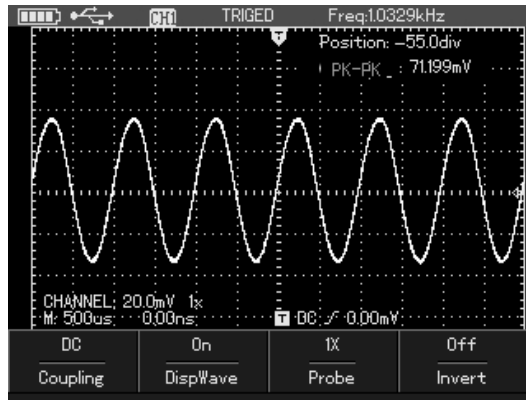 CH1 TRIGED Freq:1.0329kHz
T
Position: -55.0div
PK-PK_: 71.199mV
CHANNEL: 20.0mV 1x
M: 500us: 0.00ns:
T DC: 0.00mV
DC On 1X Off
Coupling DispWave Probe Invert